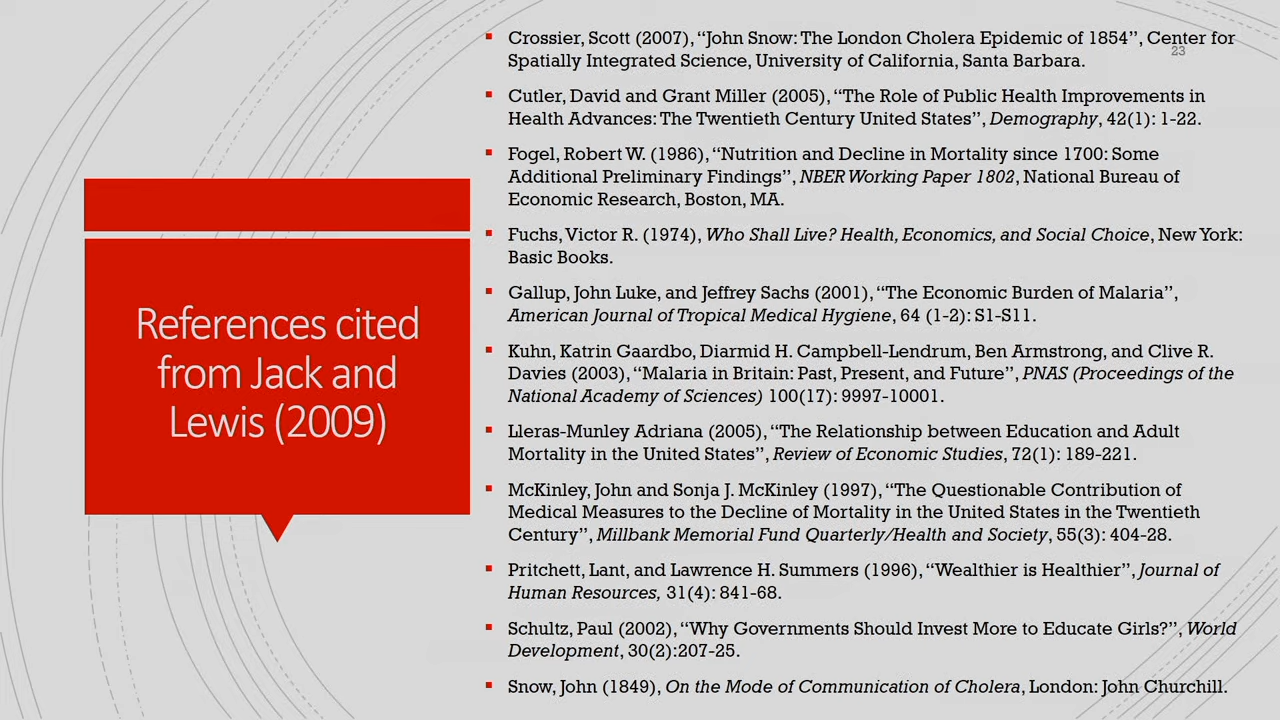 References cited
from Jack and
Lewis (2009)
23
Crossier, Scott (2007), “John Snow: The London Cholera Epidemic of 1854”, Center for
Spatially Integrated Science, University of California, Santa Barbara.
Cutler, David and Grant Miller (2005), “The Role of Public Health Improvements in
Health Advances: The Twentieth Century United States”, Demography, 42(1): 1-22.
Fogel, Robert W. (1986), “Nutrition and Decline in Mortality since 1700: Some
Additional Preliminary Findings”, NBER Working Paper 1802, National Bureau of
Economic Research, Boston, MA.
Fuchs, Victor R. (1974), Who Shall Live? Health, Economics, and Social Choice, New York:
Basic Books.
Gallup, John Luke, and Jeffrey Sachs (2001), “The Economic Burden of Malaria”,
American Journal of Tropical Medical Hygiene, 64 (1-2): S1-S11.
Kuhn, Katrin Gaardbo, Diarmid H. Campbell-Lendrum, Ben Armstrong, and Clive R.
Davies (2003), “Malaria in Britain: Past, Present, and Future”, PNAS (Proceedings of the
National Academy of Sciences) 100(17): 9997-10001.
Lleras-Munley Adriana (2005), “The Relationship between Education and Adult
Mortality in the United States”, Review of Economic Studies, 72(1): 189-221.
McKinley, John and Sonja J. McKinley (1997), “The Questionable Contribution of
Medical Measures to the Decline of Mortality in the United States in the Twentieth
Century”, Millbank Memorial Fund Quarterly/Health and Society, 55(3): 404-28.
Pritchett, Lant, and Lawrence H. Summers (1996), “Wealthier is Healthier”, Journal of
Human Resources, 31(4): 841-68.
Schultz, Paul (2002), “Why Governments Should Invest More to Educate Girls?”, World
Development, 30(2):207-25.
Snow, John (1849), On the Mode of Communication of Cholera, London: John Churchill.